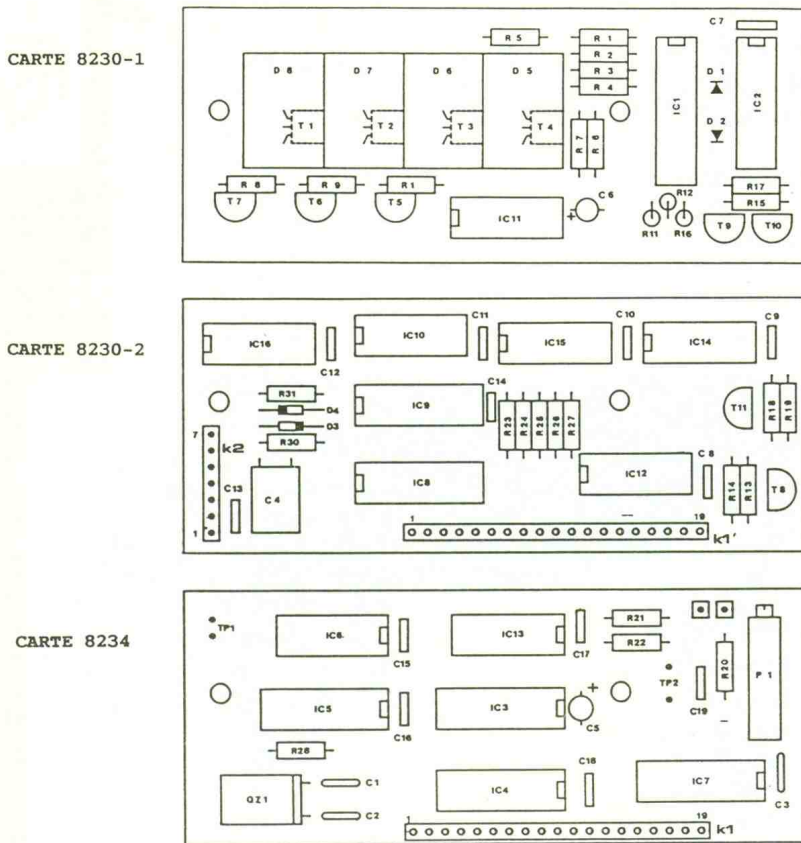 CARTE 8230-1
C 7
R 5
R 1
R 2
R 3
R 4
D 8
D 7
D 6
D 5
D 1
D 2
IC1
IC2
T 1
T 2
T 3
T 4
R 7
R 6
R 8
R 9
R 1
C 6
R12
R17
R15
T7
T6
T5
IC11
+
R11
R16
T9
T10
CARTE 8230-2
C11
C10
C9
IC16
IC10
IC15
IC14
C12
R31
D4
D3
R30
IC9
C14
R23
R24
R25
R26
R27
T11
R18
R19
7
k2
C13
C 4
IC8
IC12
C 8
R14
R13
T8
1
1
19
k1'
CARTE 8234
TP1
IC6
C15
IC13
C17
R21
R22
TP2
C19
R20
P 1
IC5
C16
IC3
+
C5
R28
QZ1
C1
C2
IC4
C18
IC7
C3
1
19
k1